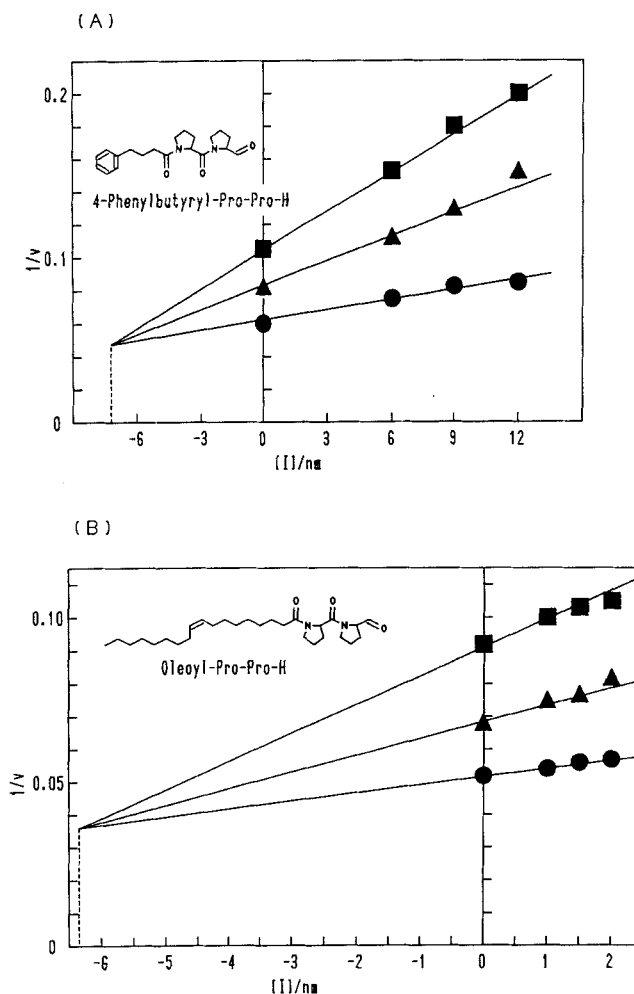 (A)
0.2
0.1
0
1/v
N
N
O
O
O
4-Phenylbutyryl-Pro-Pro-H
-6 -3 0 3 6 9 12
[I]/nm
(B)
0.10
0.05
0
1/v
O
O
N
N
O
Oleoyl-Pro-Pro-H
-6 -5 -4 -3 -2 -1 0 1 2
[I]/nm